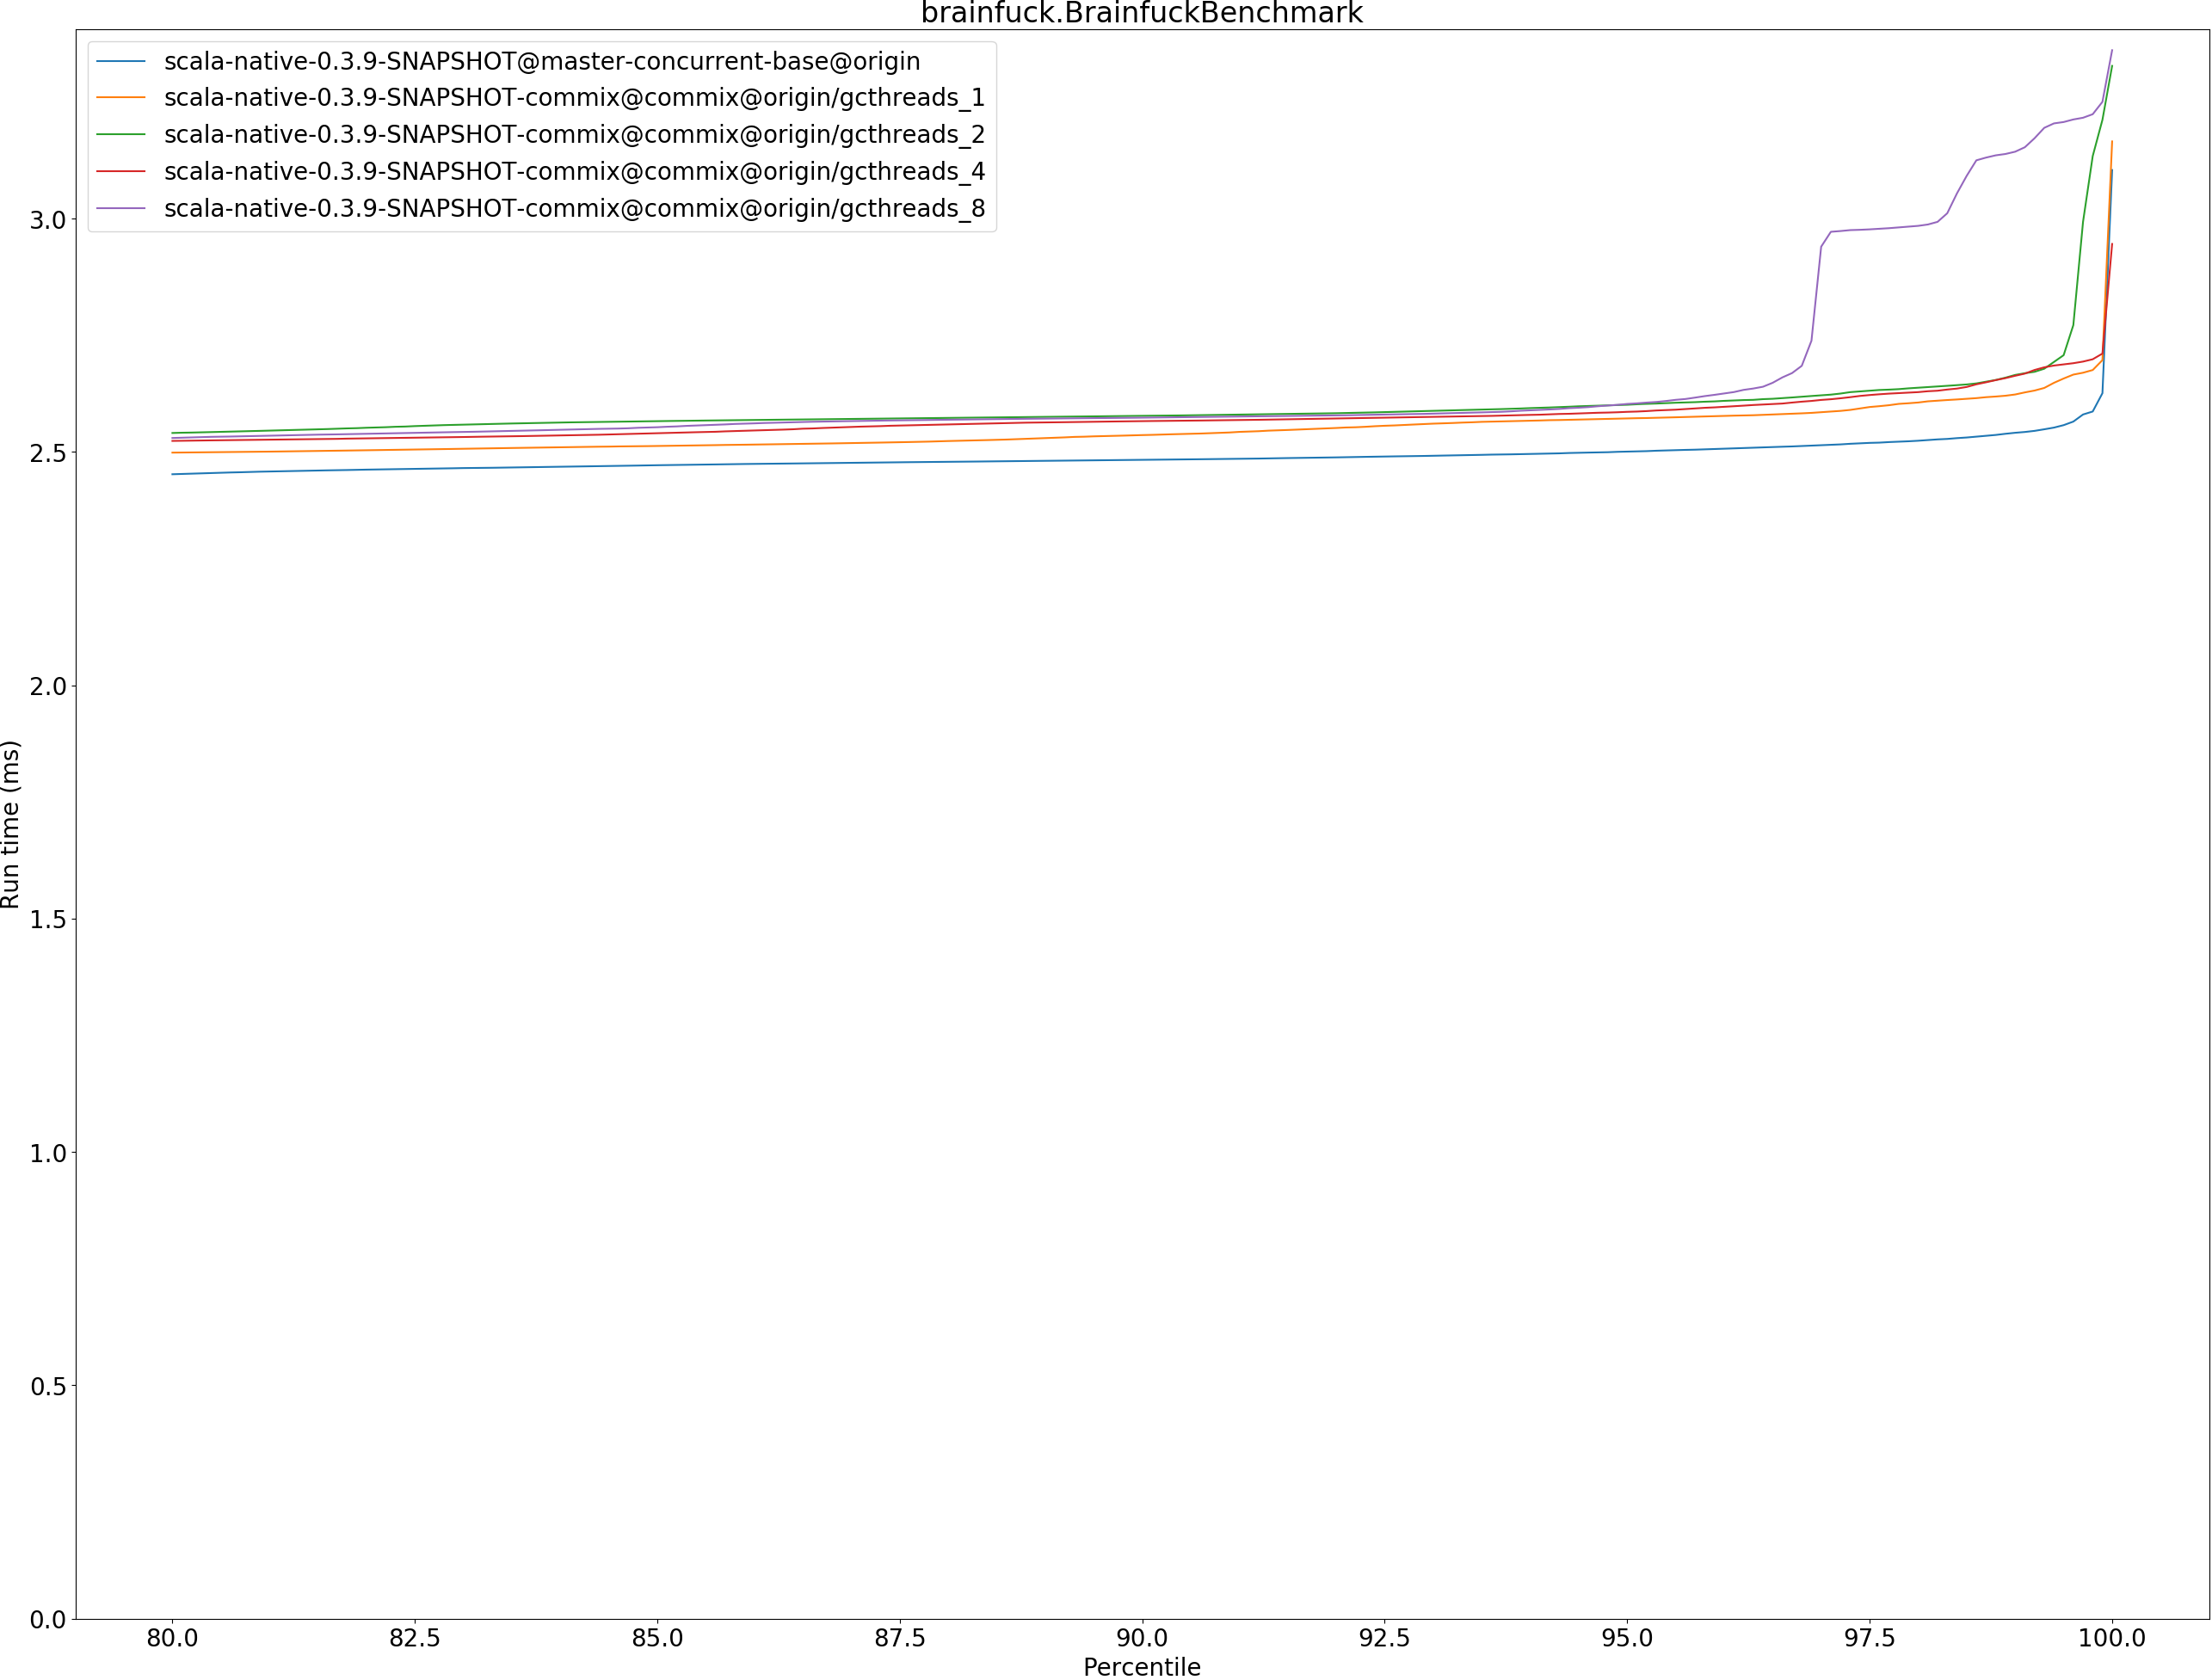 brainfuck.BrainfuckBenchmark
scala-native-0.3.9-SNAPSHOT@master-concurrent-base@origin
scala-native-0.3.9-SNAPSHOT-commix@commix@origin/gcthreads_1
scala-native-0.3.9-SNAPSHOT-commix@commix@origin/gcthreads_2
scala-native-0.3.9-SNAPSHOT-commix@commix@origin/gcthreads_4
scala-native-0.3.9-SNAPSHOT-commix@commix@origin/gcthreads_8
3.0
2.5
2.0
1.5
1.0
0.5
0.0
Run time (ms)
80.0 82.5 85.0 87.5 90.0 92.5 95.0 97.5 100.0
Percentile